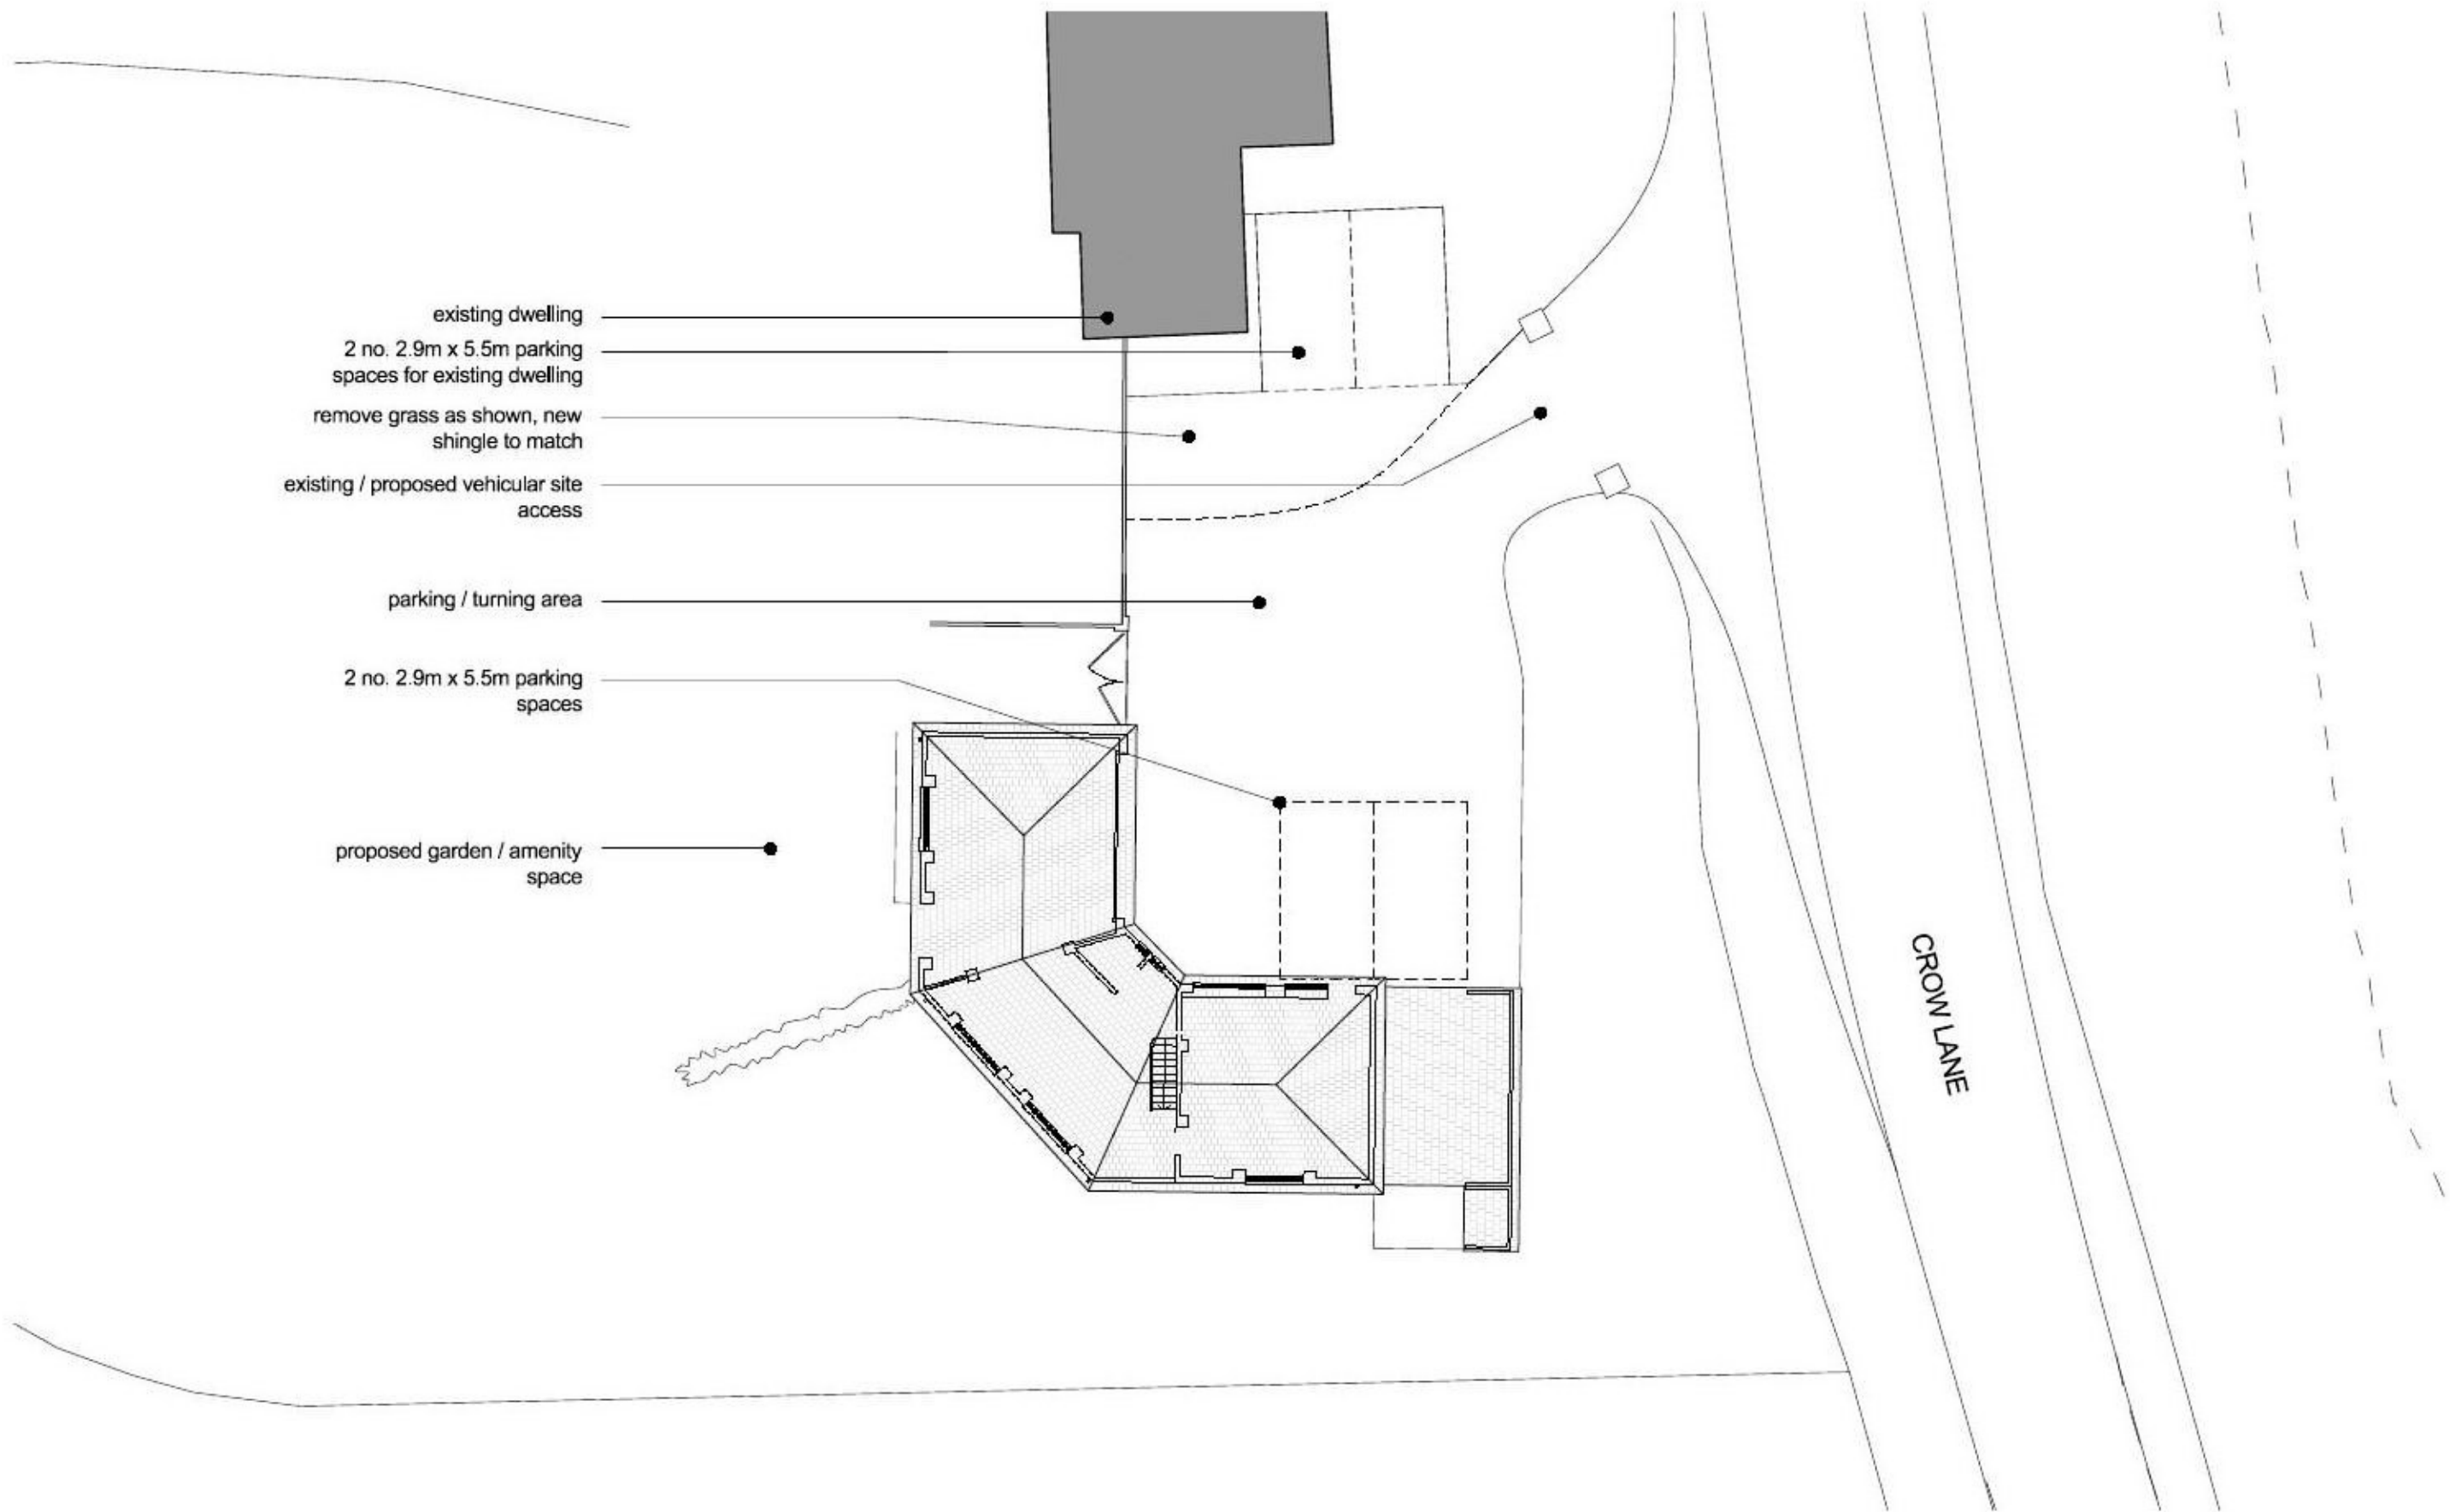 existing dwelling
2 no. 2.9m x 5.5m parking
spaces for existing dwelling
remove grass as shown, new
shingle to match
existing / proposed vehicular site
access
parking / turning area
2 no. 2.9m x 5.5m parking
spaces
proposed garden / amenity
space
CROW LANE